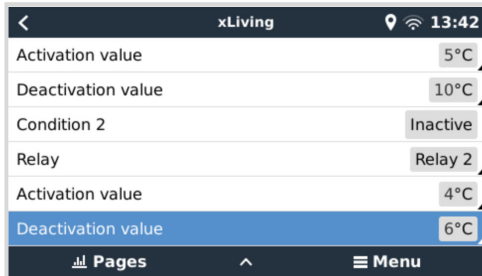 xLiving 13:42
Activation value 5°C
Deactivation value 10°C
Condition 2 Inactive
Relay Relay 2
Activation value 4°C
Deactivation value 6°C
Pages Menu